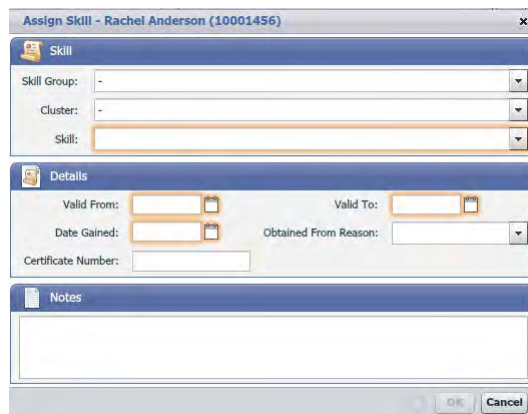 Assign Skill - Rachel Anderson (10001456) x
Skill
Skill Group: -
Cluster: -
Skill:
Details
Valid From: Valid To:
Date Gained: Obtained From Reason:
Certificate Number:
Notes
OK Cancel